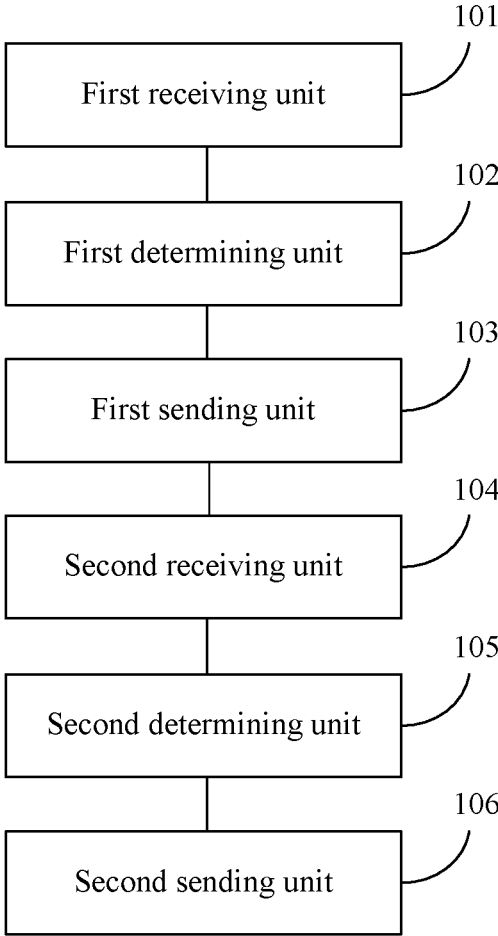 101
First receiving unit
102
First determining unit
103
First sending unit
104
Second receiving unit
105
Second determining unit
106
Second sending unit